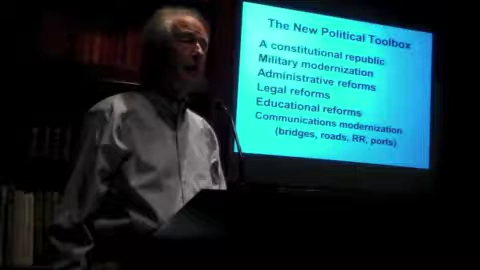 The New Political Toolbox
A constitutional republic
Military modernization
Administrative reforms
Legal reforms
Educational reforms
Communications modernization
(bridges, roads, RR, ports)